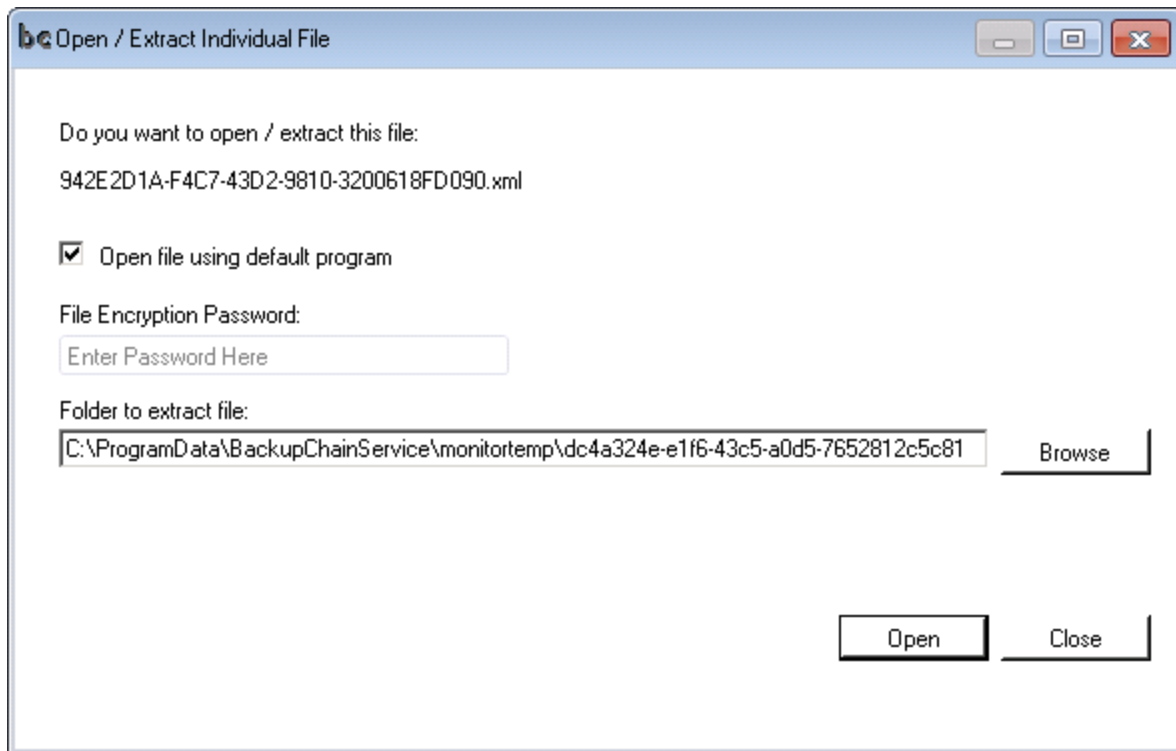 bc Open / Extract Individual File
Do you want to open / extract this file:
942E2D1A-F4C7-43D2-9810-3200618FD090.xml
Open file using default program
File Encryption Password:
Enter Password Here
Folder to extract file:
C:\ProgramData\BackupChainService\monitortemp\dc4a324e-e1f6-43c5-a0d5-7652812c5c81
Browse
Open Close